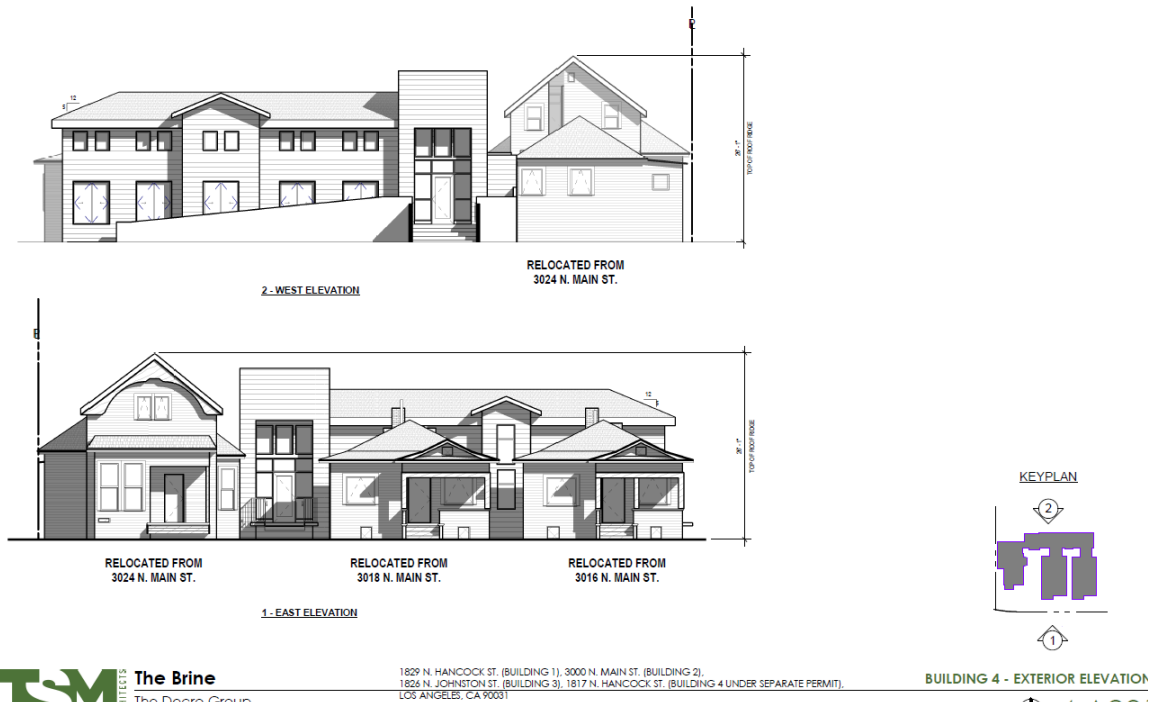 12
5
26' - 1"
TOP OF ROOF RIDGE
RELOCATED FROM
3024 N. MAIN ST.
2 - WEST ELEVATION
12
5
26' - 1"
TOP OF ROOF RIDGE
RELOCATED FROM
3024 N. MAIN ST.
RELOCATED FROM
3018 N. MAIN ST.
RELOCATED FROM
3016 N. MAIN ST.
1 - EAST ELEVATION
KEYPLAN
2
1
TSM
The Brine
1829 N. HANCOCK ST. (BUILDING 1), 3000 N. MAIN ST. (BUILDING 2),
1826 N. JOHNSTON ST. (BUILDING 3), 1817 N. HANCOCK ST. (BUILDING 4 UNDER SEPARATE PERMIT),
LOS ANGELES, CA 90031
BUILDING 4 - EXTERIOR ELEVATION